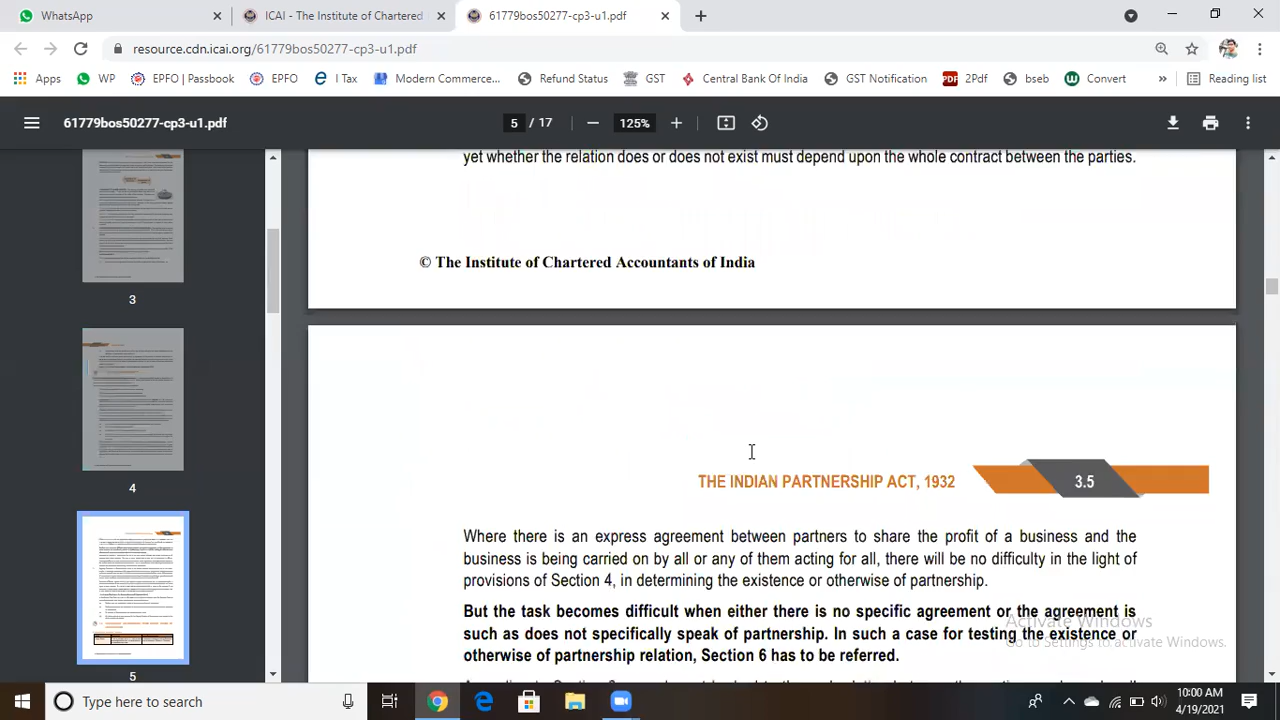 WhatsApp
ICAI - The Institute of Chartered
61779bos50277-cp3-u1.pdf
resource.cdn.icai.org/61779bos50277-cp3-u1.pdf
Apps
WP
EPFO | Passbook
EPFO
I Tax
Modern Commerce...
Refund Status
GST
Central Bank Of India
GST Notification
PDF
2Pdf
bseb
Convert
»
Reading list
61779bos50277-cp3-u1.pdf
5 / 17
125%
3
4
5
yet whether the relation does or does not exist must depend upon the whole contract between the parties.
© The Institute of Chartered Accountants of India
THE INDIAN PARTNERSHIP ACT, 1932
3.5
Where there is an express agreement between partners to share the profit of a business and the
business is being carried on by all or any of them acting for all, there will be no difficulty in the light of
provisions of Section 4, in determining the existence or otherwise of partnership.
But the task becomes difficult when either there is no specific agreement or the agreement is
such as does not specifically speak of partnership. In such a case for testing the existence or
otherwise of partnership relation, Section 6 has to be referred.
Activate Windows
Go to Settings to activate Windows.
Type here to search
10:00 AM
4/19/2021